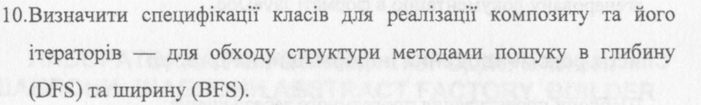 10.Визначити специфікації класів для реалізації композиту та його
ітераторів — для обходу структури методами пошуку в глибину
(DFS) та ширину (BFS).